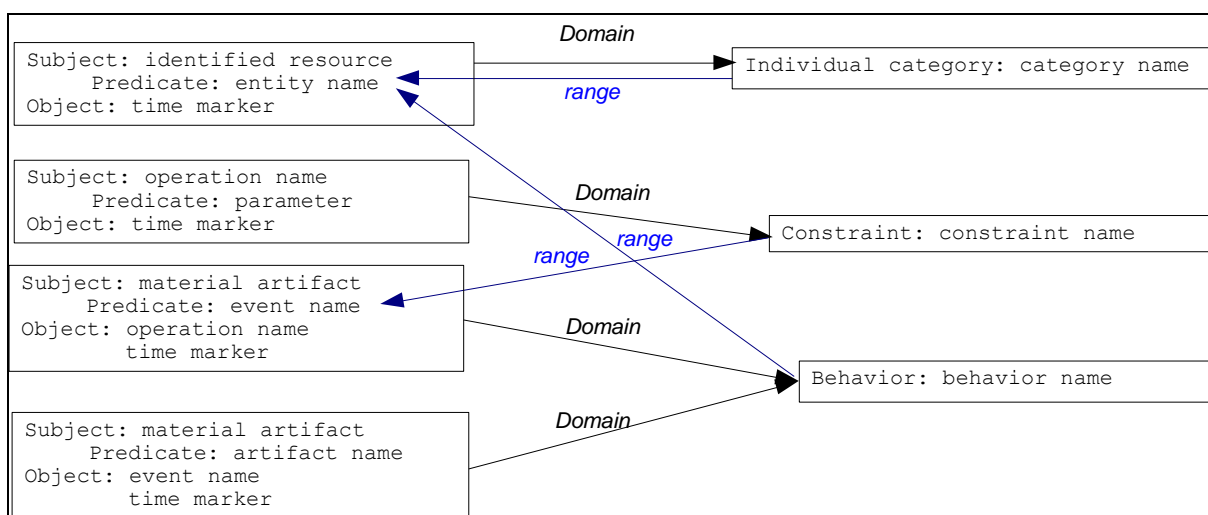 Domain
Subject: identified resource
Predicate: entity name
Object: time marker
Individual category: category name
range
Subject: operation name
Predicate: parameter
Object: time marker
Domain
Constraint: constraint name
range
range
Subject: material artifact
Predicate: event name
Object: operation name
time marker
Domain
Behavior: behavior name
Domain
Subject: material artifact
Predicate: artifact name
Object: event name
time marker